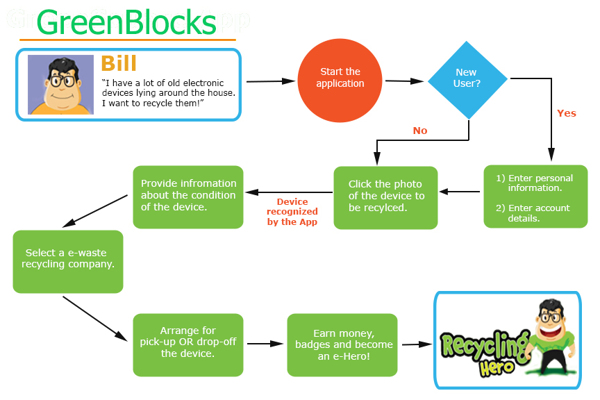 GreenBlocks
Bill
"I have a lot of old electronic
devices lying around the house.
I want to recycle them!"
Start the
application
New
User?
No
Yes
1) Enter personal
information.
2) Enter account
details.
Click the photo
of the device to
be recylced.
Device
recognized
by the App
Provide infromation
about the condition
of the device.
Select a e-waste
recycling company.
Arrange for
pick-up OR drop-off
the device.
Earn money,
badges and become
an e-Hero!
Recycling
Hero